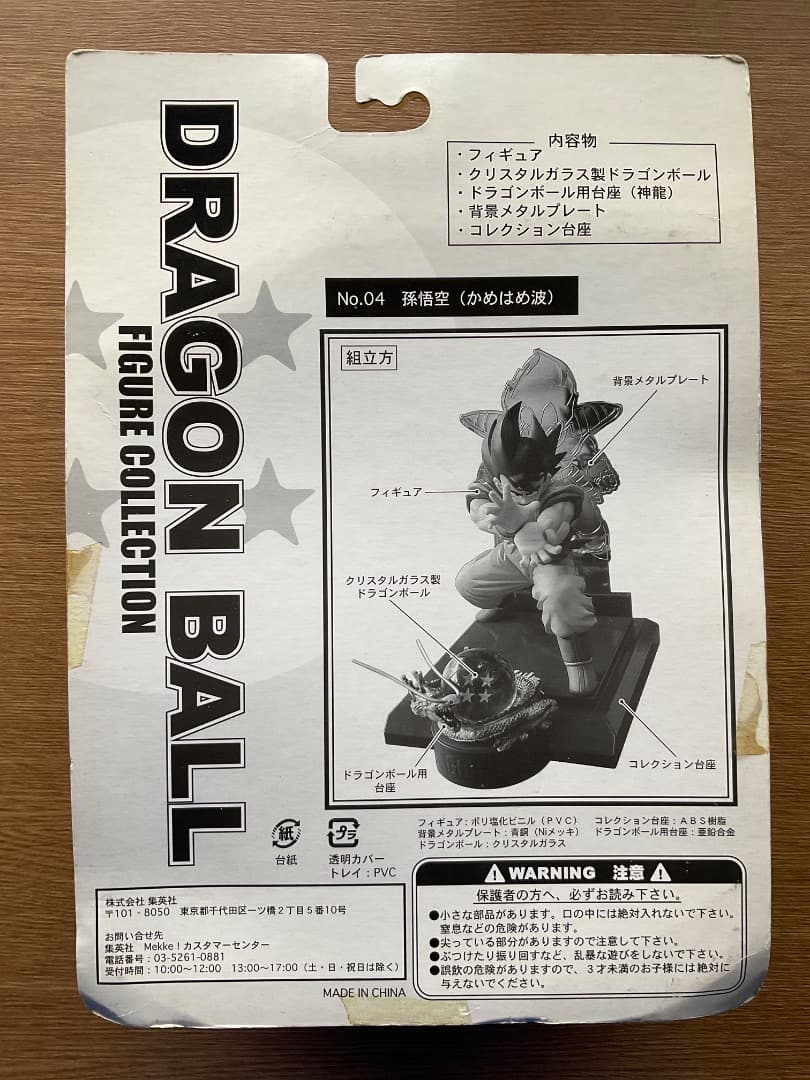 DRAGON BALL
FIGURE COLLECTION
内容物
・フィギュア
・クリスタルガラス製ドラゴンボール
・ドラゴンボール用台座（神龍）
・背景メタルプレート
・コレクション台座
No.04　孫悟空（かめはめ波）
組立方
背景メタルプレート
フィギュア
クリスタルガラス製
ドラゴンボール
ドラゴンボール用
台座
コレクション台座
フィギュア：ポリ塩化ビニル（ＰＶＣ）　コレクション台座：ＡＢＳ樹脂
背景メタルプレート：青銅（Niメッキ）　ドラゴンボール用台座：亜鉛合金
ドラゴンボール：クリスタルガラス
紙
台紙
プラ
透明カバー
トレイ：PVC
株式会社 集英社
〒101‐8050　東京都千代田区一ツ橋２丁目５番10号
お問い合せ先
集英社　Mekke！カスタマーセンター
電話番号：03-5261-0881
受付時間：10:00〜12:00　13:00〜17:00（土・日・祝日は除く）
MADE IN CHINA
WARNING　注意
保護者の方へ、必ずお読み下さい。
●小さな部品があります。口の中には絶対入れないで下さい。
窒息などの危険があります。
●尖っている部分がありますので注意して下さい。
●ぶつけたり振り回すなど、乱暴な遊びをしないで下さい。
●誤飲の危険がありますので、３才未満のお子様には絶対に
与えないでください。